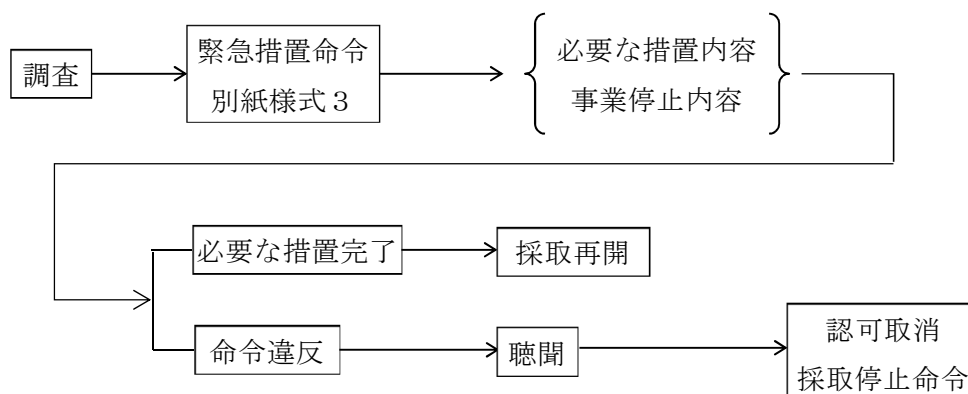 調査
緊急措置命令
別紙様式３
必要な措置内容
事業停止内容
必要な措置完了
採取再開
命令違反
聴聞
認可取消
採取停止命令